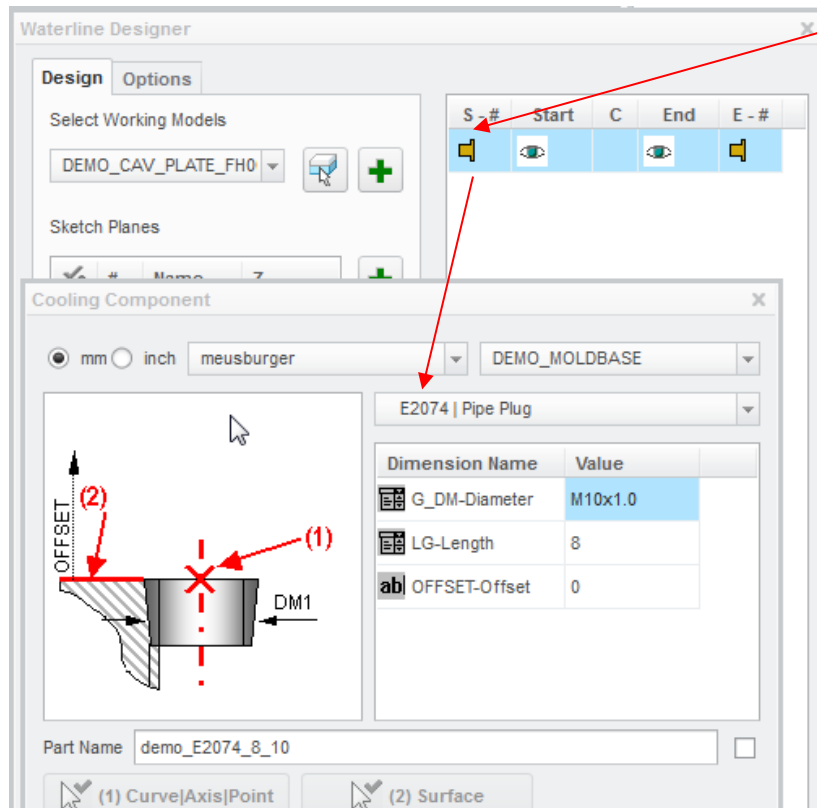 Waterline Designer
Design Options
Select Working Models
DEMO_CAV_PLATE_FH0
Sketch Planes
# Name Z
S - # Start C End E - #
Cooling Component
mm inch meusburger DEMO_MOLDBASE
E2074 | Pipe Plug
OFFSET
(2)
(1)
DM1
Dimension Name Value
G_DM-Diameter M10x1.0
LG-Length 8
ab OFFSET-Offset 0
Part Name demo_E2074_8_10
(1) Curve|Axis|Point (2) Surface